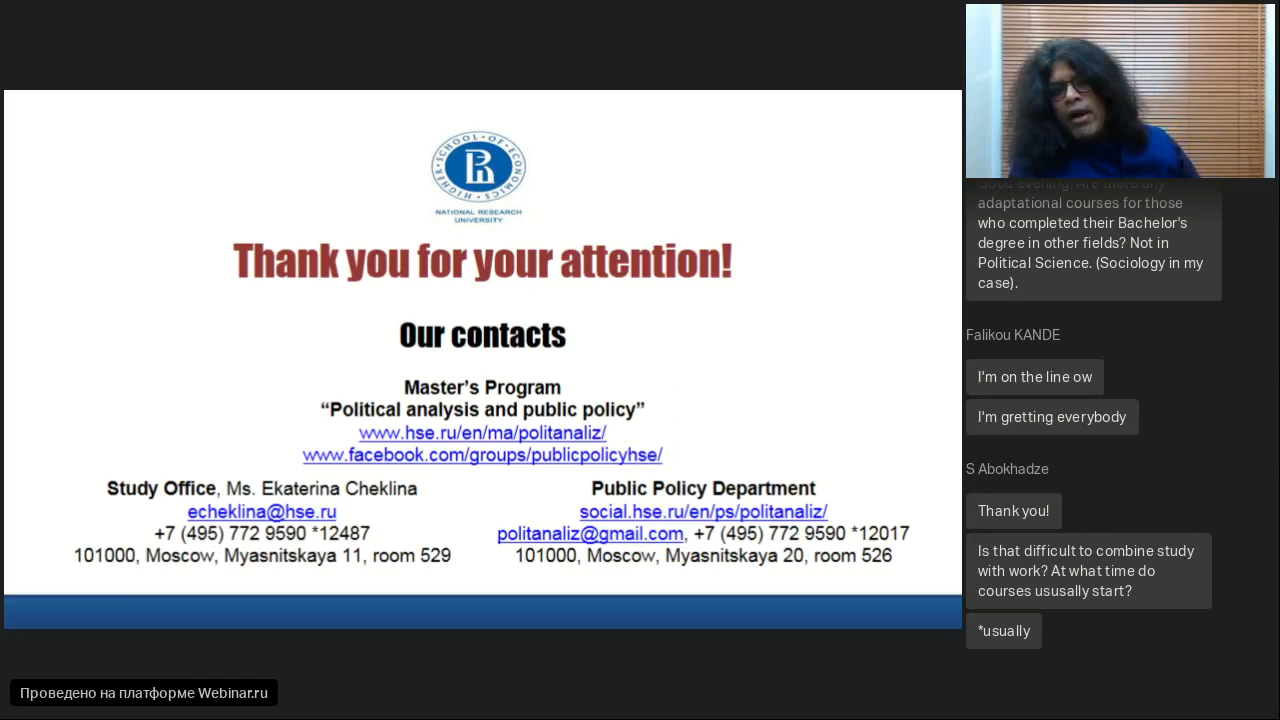 HIGHER · SCHOOL · OF · ECONOMICS
NATIONAL RESEARCH
UNIVERSITY
Thank you for your attention!
Our contacts
Master's Program
“Political analysis and public policy”
www.hse.ru/en/ma/politanaliz/
www.facebook.com/groups/publicpolicyhse/
Study Office, Ms. Ekaterina Cheklina
echeklina@hse.ru
+7 (495) 772 9590 *12487
101000, Moscow, Myasnitskaya 11, room 529
Public Policy Department
social.hse.ru/en/ps/politanaliz/
politanaliz@gmail.com, +7 (495) 772 9590 *12017
101000, Moscow, Myasnitskaya 20, room 526
Good evening! Are there any
adaptational courses for those
who completed their Bachelor's
degree in other fields? Not in
Political Science. (Sociology in my
case).
Falikou KANDE
I'm on the line ow
I'm gretting everybody
S Abokhadze
Thank you!
Is that difficult to combine study
with work? At what time do
courses ususally start?
*usually
Проведено на платформе Webinar.ru